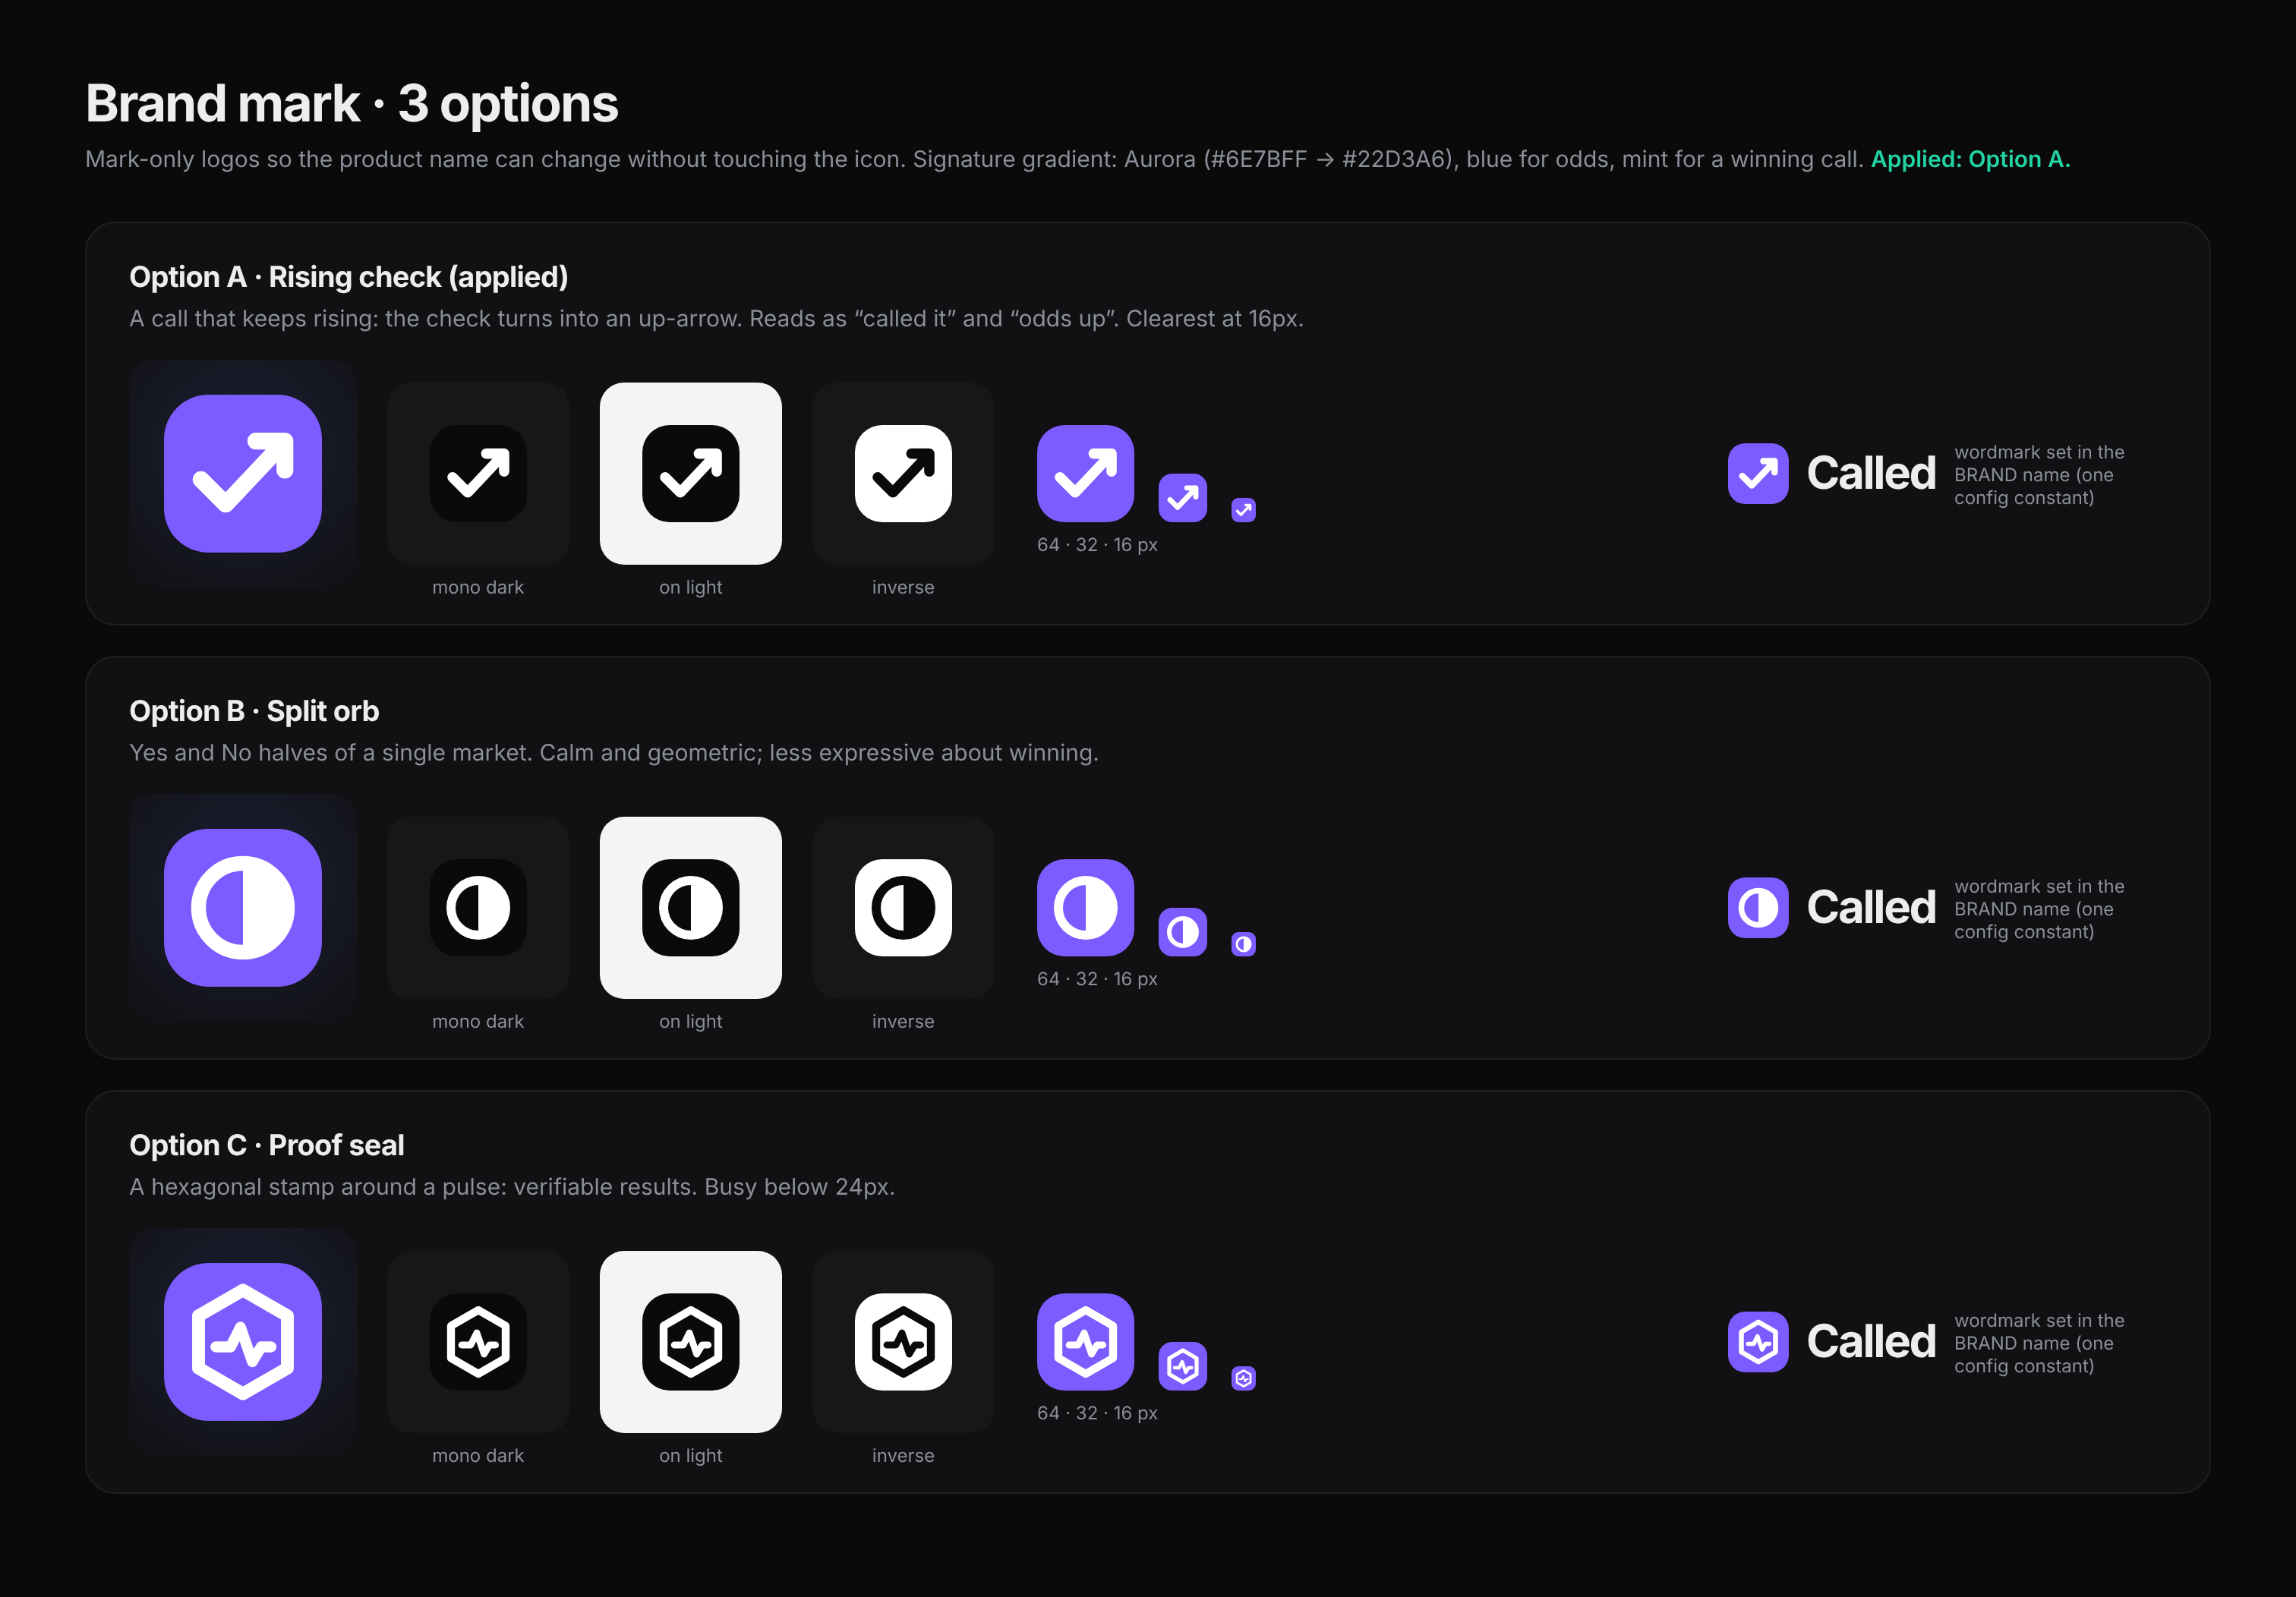 Brand mark · 3 options
Mark-only logos so the product name can change without touching the icon. Signature gradient: Aurora (#6E7BFF → #22D3A6), blue for odds, mint for a winning call. Applied: Option A.
Option A · Rising check (applied)
A call that keeps rising: the check turns into an up-arrow. Reads as “called it” and “odds up”. Clearest at 16px.
mono dark
on light
inverse
64 · 32 · 16 px
Called
wordmark set in the
BRAND name (one
config constant)
Option B · Split orb
Yes and No halves of a single market. Calm and geometric; less expressive about winning.
mono dark
on light
inverse
64 · 32 · 16 px
Called
wordmark set in the
BRAND name (one
config constant)
Option C · Proof seal
A hexagonal stamp around a pulse: verifiable results. Busy below 24px.
mono dark
on light
inverse
64 · 32 · 16 px
Called
wordmark set in the
BRAND name (one
config constant)